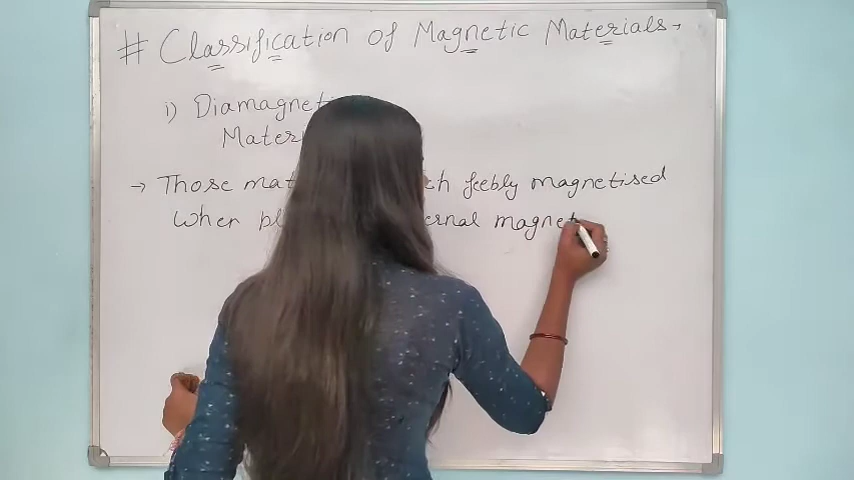 # Classification of Magnetic Materials →
i) Diamagneti
Materi
→ Those mat ch feebly magnetised
when pl ernal magnet